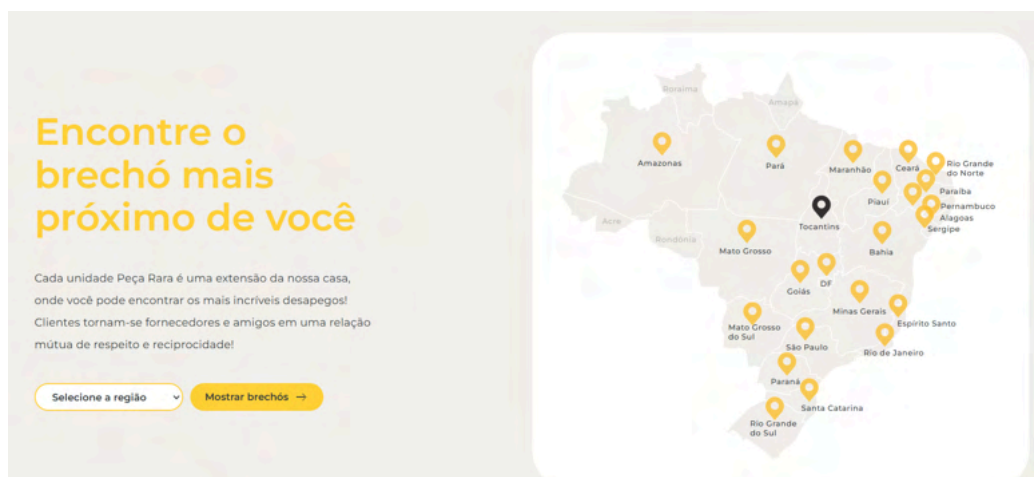 Encontre o
brechó mais
próximo de você
Cada unidade Peça Rara é uma extensão da nossa casa,
onde você pode encontrar os mais incríveis desapegos!
Clientes tornam-se fornecedores e amigos em uma relação
mútua de respeito e reciprocidade!
Selecione a região
Mostrar brechós →
Roraima
Amapá
Amazonas
Pará
Maranhão
Ceará
Rio Grande
do Norte
Paraíba
Piauí
Pernambuco
Alagoas
Sergipe
Acre
Rondônia
Tocantins
Mato Grosso
Bahia
Goiás
DF
Minas Gerais
Espírito Santo
Mato Grosso
do Sul
São Paulo
Rio de Janeiro
Paraná
Santa Catarina
Rio Grande
do Sul